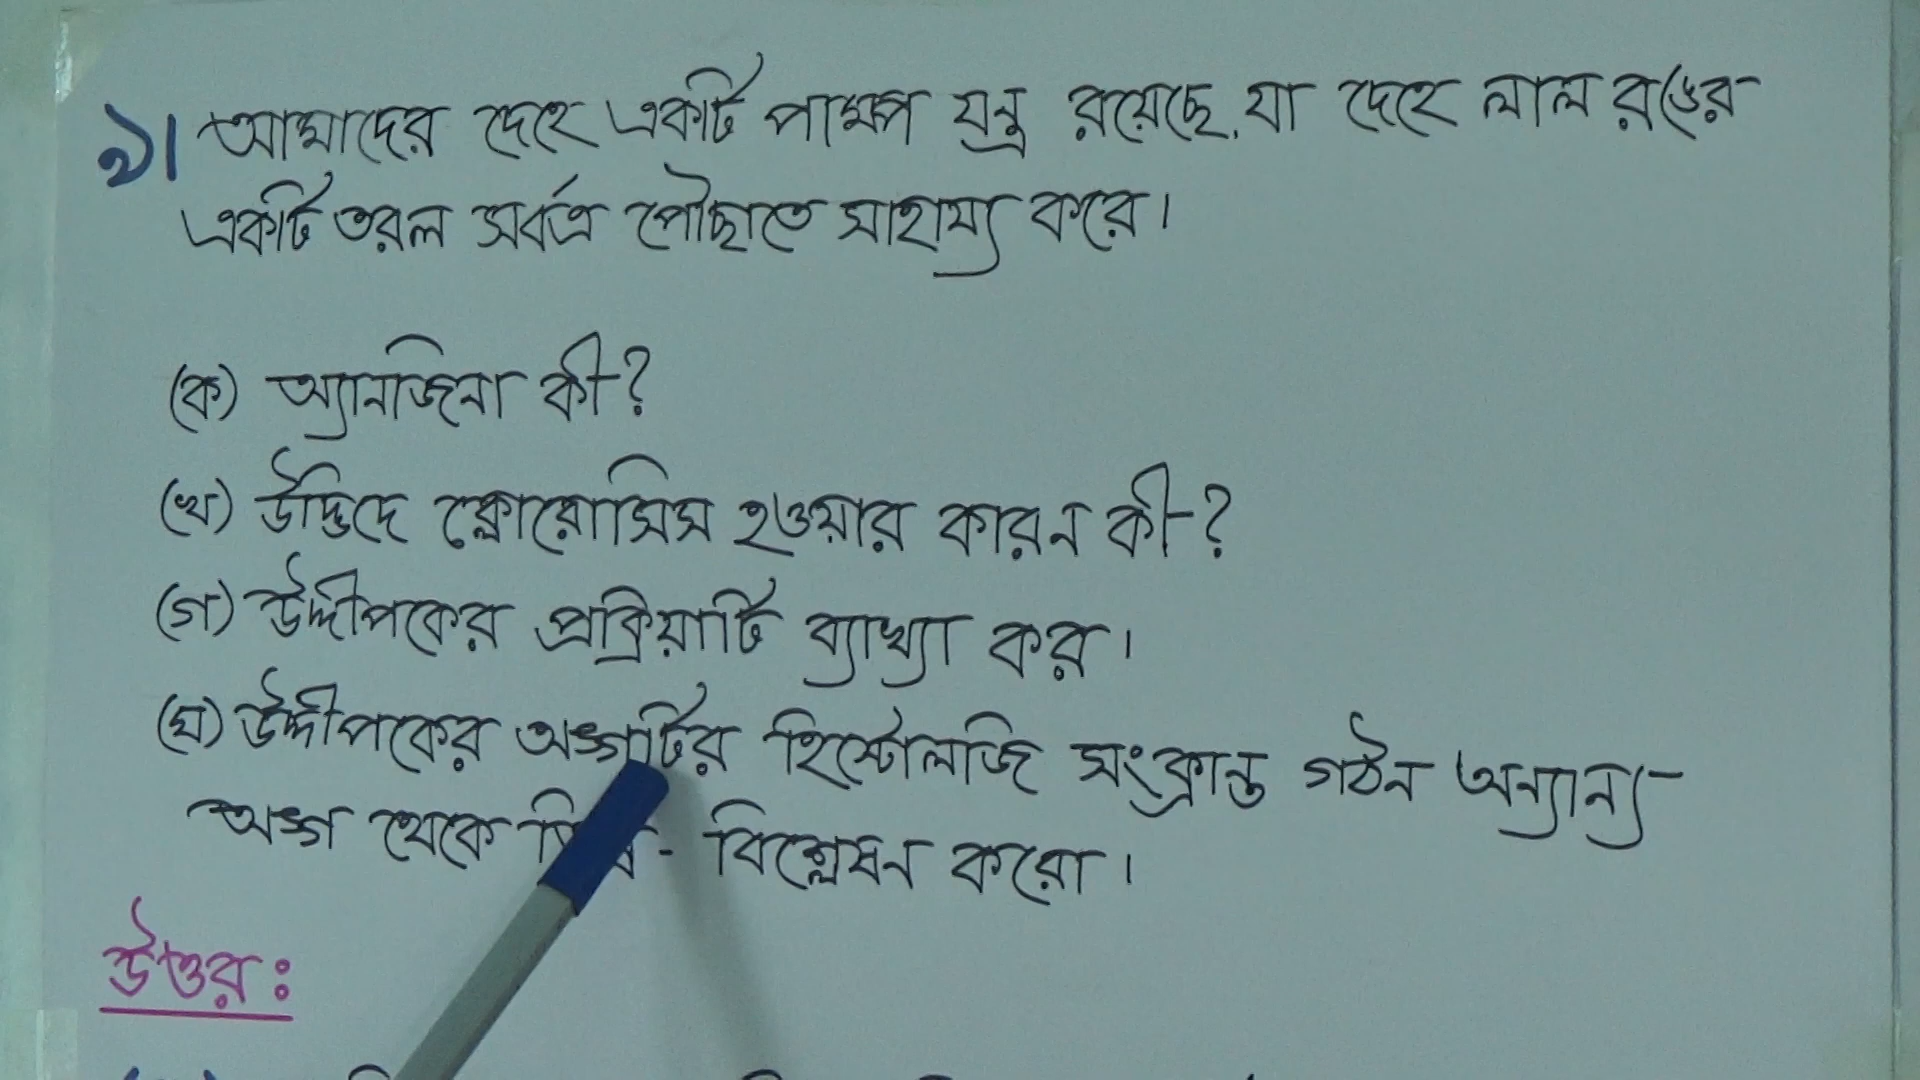 ৯। আমাদের দেহে একটি পাম্প যন্ত্র রয়েছে, যা দেহে লাল রঙের
একটি তরল সর্বত্র পৌছাতে সাহায্য করে।
(ক) অ্যানজিনা কী?
(খ) উদ্ভিদে ক্লোরোসিস হওয়ার কারন কী?
(গ) উদ্দীপকের প্রক্রিয়াটি ব্যাখ্যা কর।
(ঘ) উদ্দীপকের অঙ্গটির হিস্টোলজি সংক্রান্ত গঠন অন্যান্য
অঙ্গ থেকে - বিশ্লেষন করো।
উত্তর: